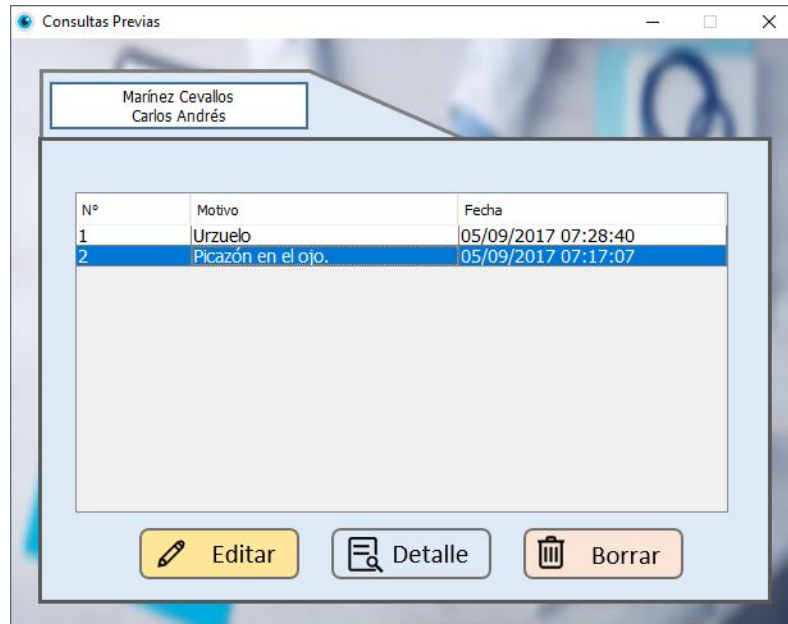 Consultas Previas
Marínez Cevallos
Carlos Andrés
N° Motivo Fecha
1 Urzuelo 05/09/2017 07:28:40
2 Picazón en el ojo. 05/09/2017 07:17:07
Editar Detalle Borrar